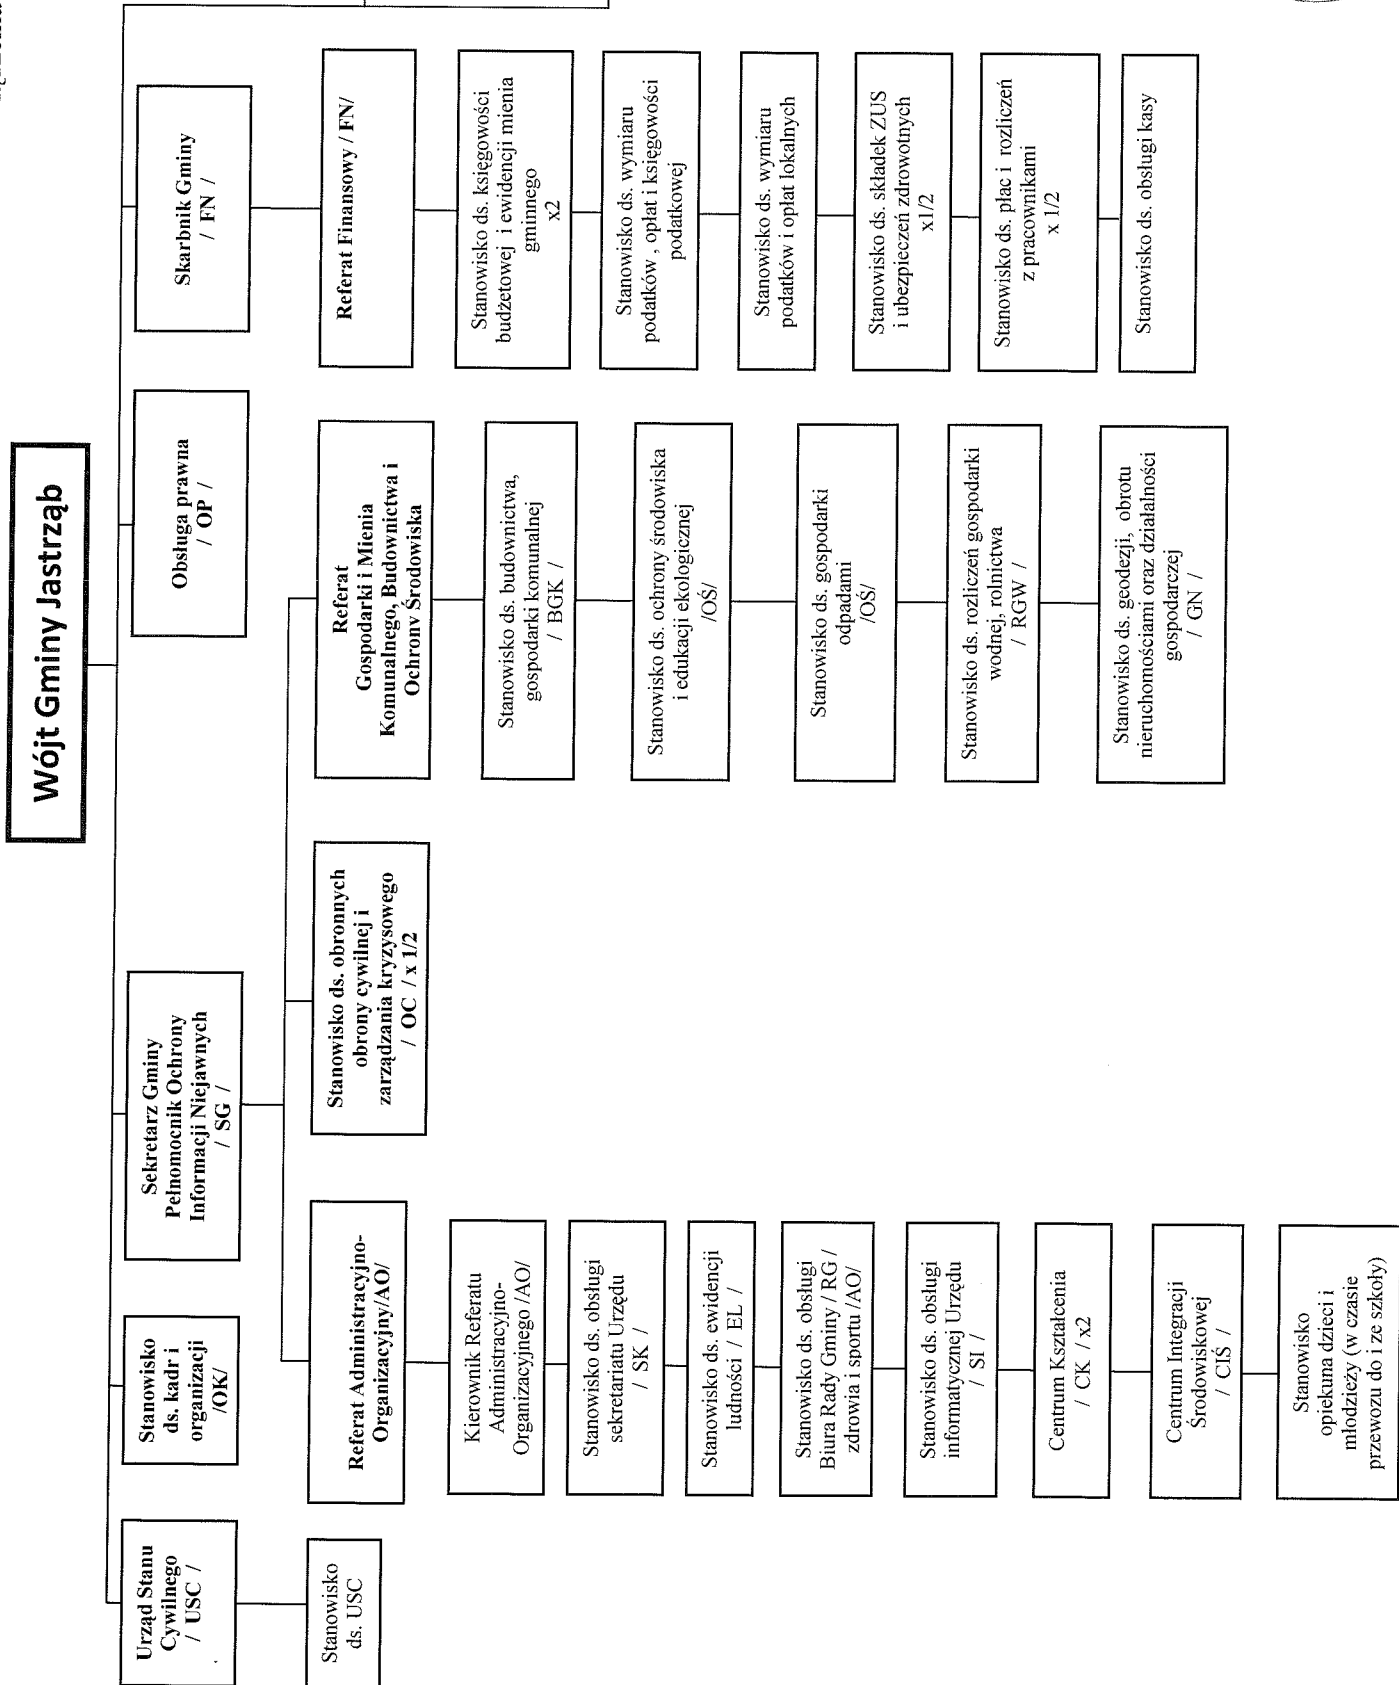 Wójt Gminy Jastrząb
Urząd Stanu
Cywilnego
/ USC /
Stanowisko
ds. kadr i
organizacji
/OK/
Sekretarz Gminy
Pełnomocnik Ochrony
Informacji Niejawnych
/ SG /
Obsługa prawna
/ OP /
Skarbnik Gminy
/ FN /
Stanowisko
ds. USC
Referat Administracyjno-
Organizacyjny/AO/
Kierownik Referatu
Administracyjno-
Organizacyjnego /AO/
Stanowisko ds. obsługi
sekretariatu Urzędu
/ SK /
Stanowisko ds. ewidencji
ludności / EL /
Stanowisko ds. obsługi
Biura Rady Gminy / RG /
zdrowia i sportu /AO/
Stanowisko ds. obsługi
informatycznej Urzędu
/ SI /
Centrum Kształcenia
/ CK / x2
Centrum Integracji
Środowiskowej
/ CIŚ /
Stanowisko
opiekuna dzieci i
młodzieży (w czasie
przewozu do i ze szkoły)
Stanowisko ds. obronnych
obrony cywilnej i
zarządzania kryzysowego
/ OC / x 1/2
Referat
Gospodarki i Mienia
Komunalnego, Budownictwa i
Ochrony Środowiska
Stanowisko ds. budownictwa,
gospodarki komunalnej
/ BGK /
Stanowisko ds. ochrony środowiska
i edukacji ekologicznej
/OŚ/
Stanowisko ds. gospodarki
odpadami
/OŚ/
Stanowisko ds. rozliczeń gospodarki
wodnej, rolnictwa
/ RGW /
Stanowisko ds. geodezji, obrotu
nieruchomościami oraz działalności
gospodarczej
/ GN /
Referat Finansowy / FN/
Stanowisko ds. księgowości
budżetowej i ewidencji mienia
gminnego
x2
Stanowisko ds. wymiaru
podatków , opłat i księgowości
podatkowej
Stanowisko ds. wymiaru
podatków i opłat lokalnych
Stanowisko ds. składek ZUS
i ubezpieczeń zdrowotnych
x1/2
Stanowisko ds. płac i rozliczeń
z pracownikami
x 1/2
Stanowisko ds. obsługi kasy